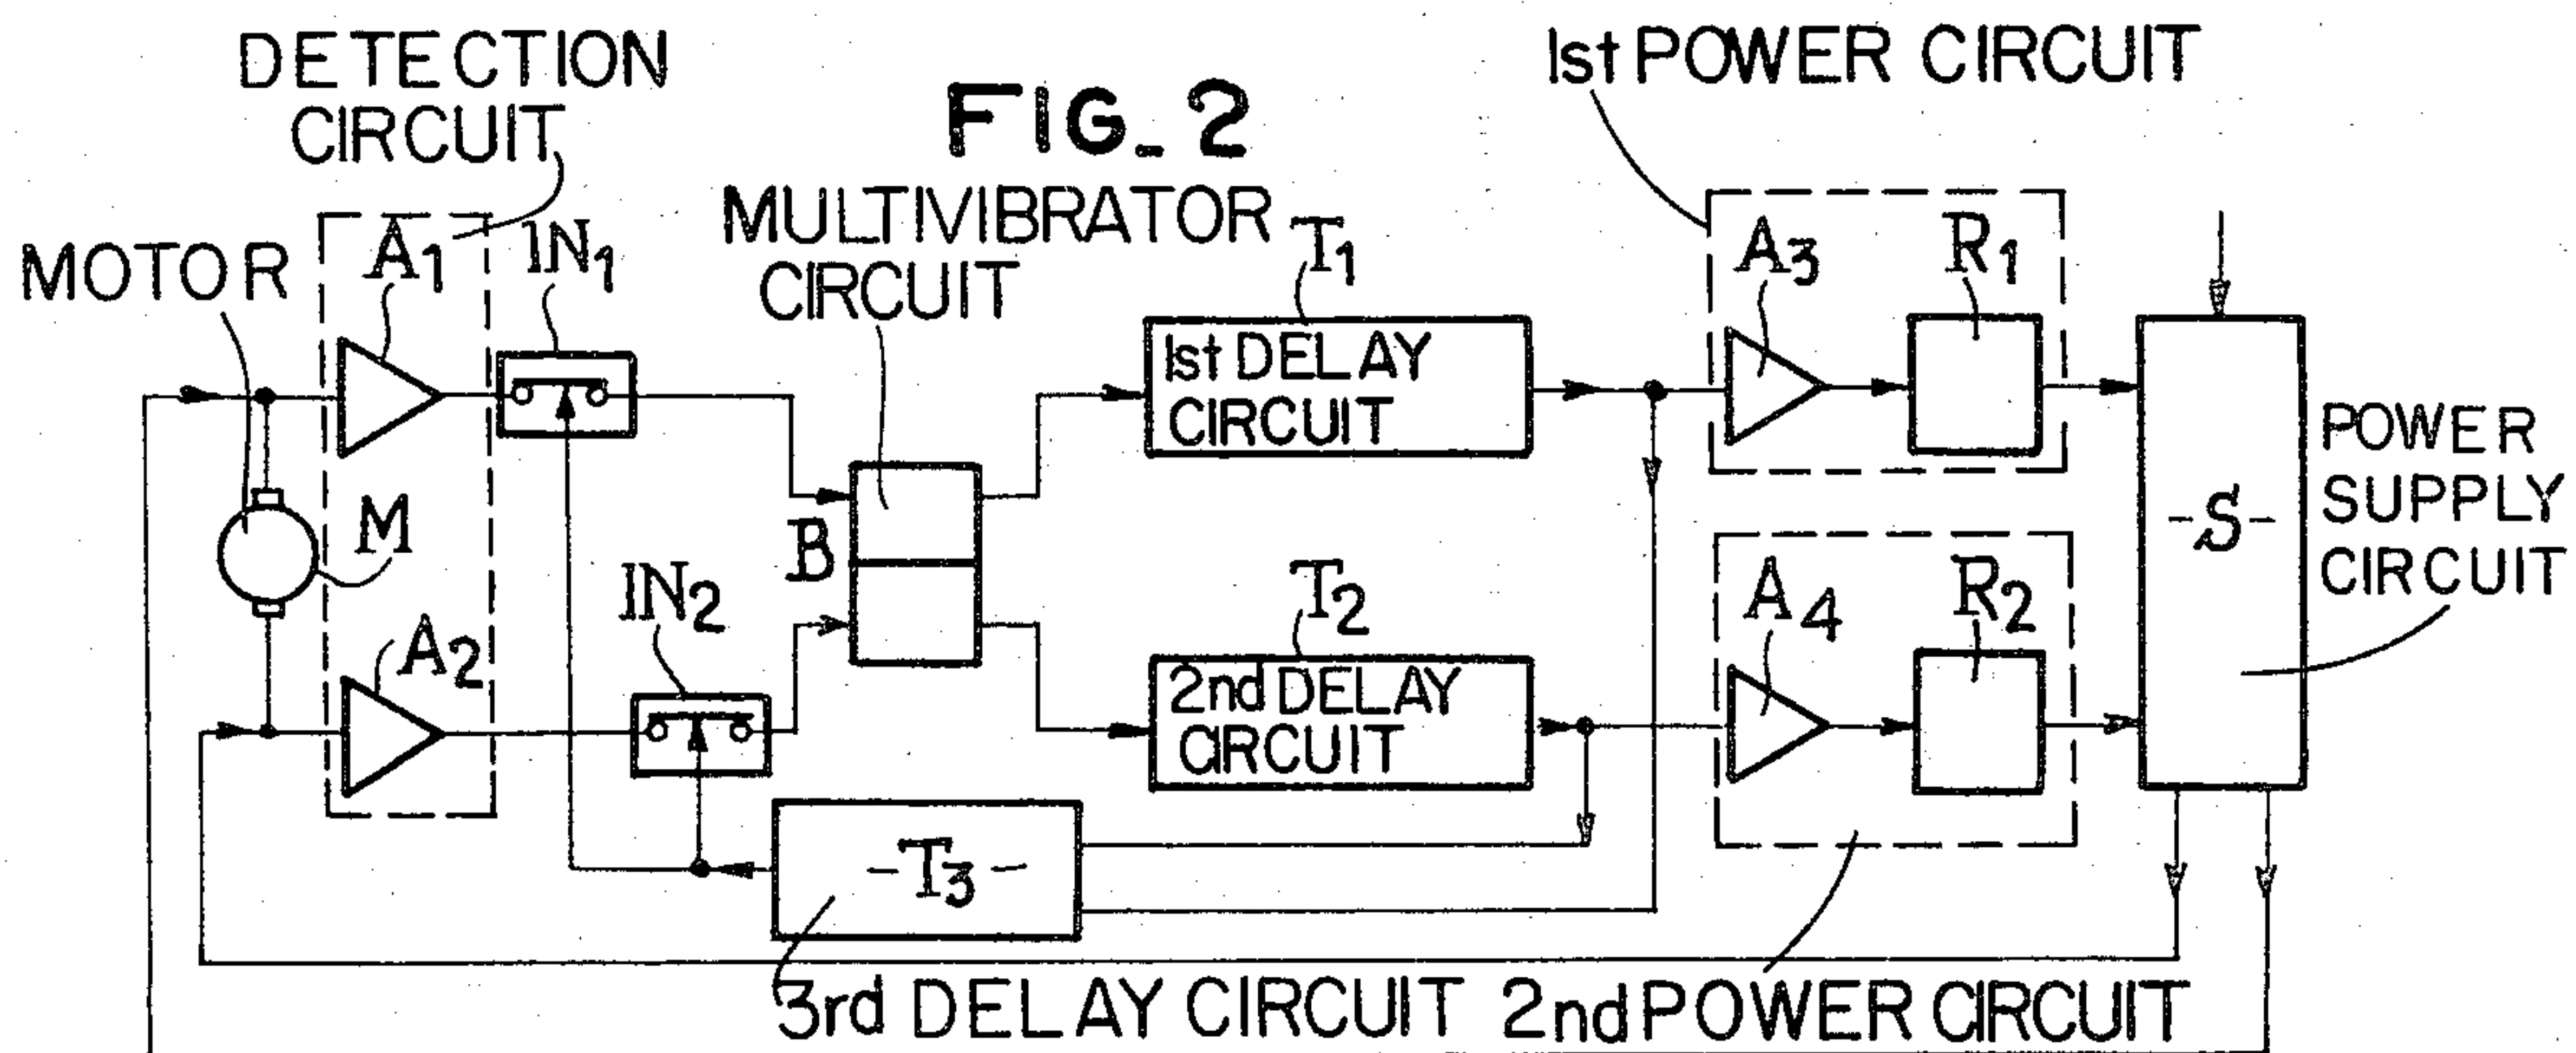 DETECTION
CIRCUIT
FIG_2
1st POWER CIRCUIT
MULTIVIBRATOR
CIRCUIT
MOTOR
A1
IN1
T1
A3
R1
1st DELAY
CIRCUIT
POWER
SUPPLY
CIRCUIT
-S-
M
B
IN2
T2
A4
R2
A2
2nd DELAY
CIRCUIT
-T3-
3rd DELAY CIRCUIT
2nd POWER CIRCUIT